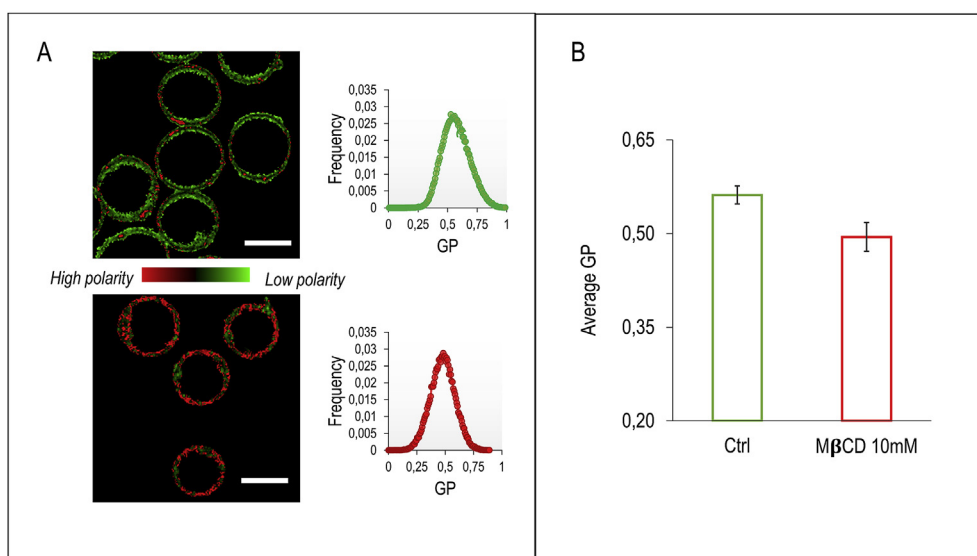 A
0,035
0,03
0,025
0,02
0,015
0,01
0,005
0
Frequency
0 0,25 0,5 0,75 1
GP
High polarity
Low polarity
0,035
0,03
0,025
0,02
0,015
0,01
0,005
0
Frequency
0 0,25 0,5 0,75 1
GP
B
0,65
0,50
0,35
0,20
Average GP
Ctrl
MβCD 10mM